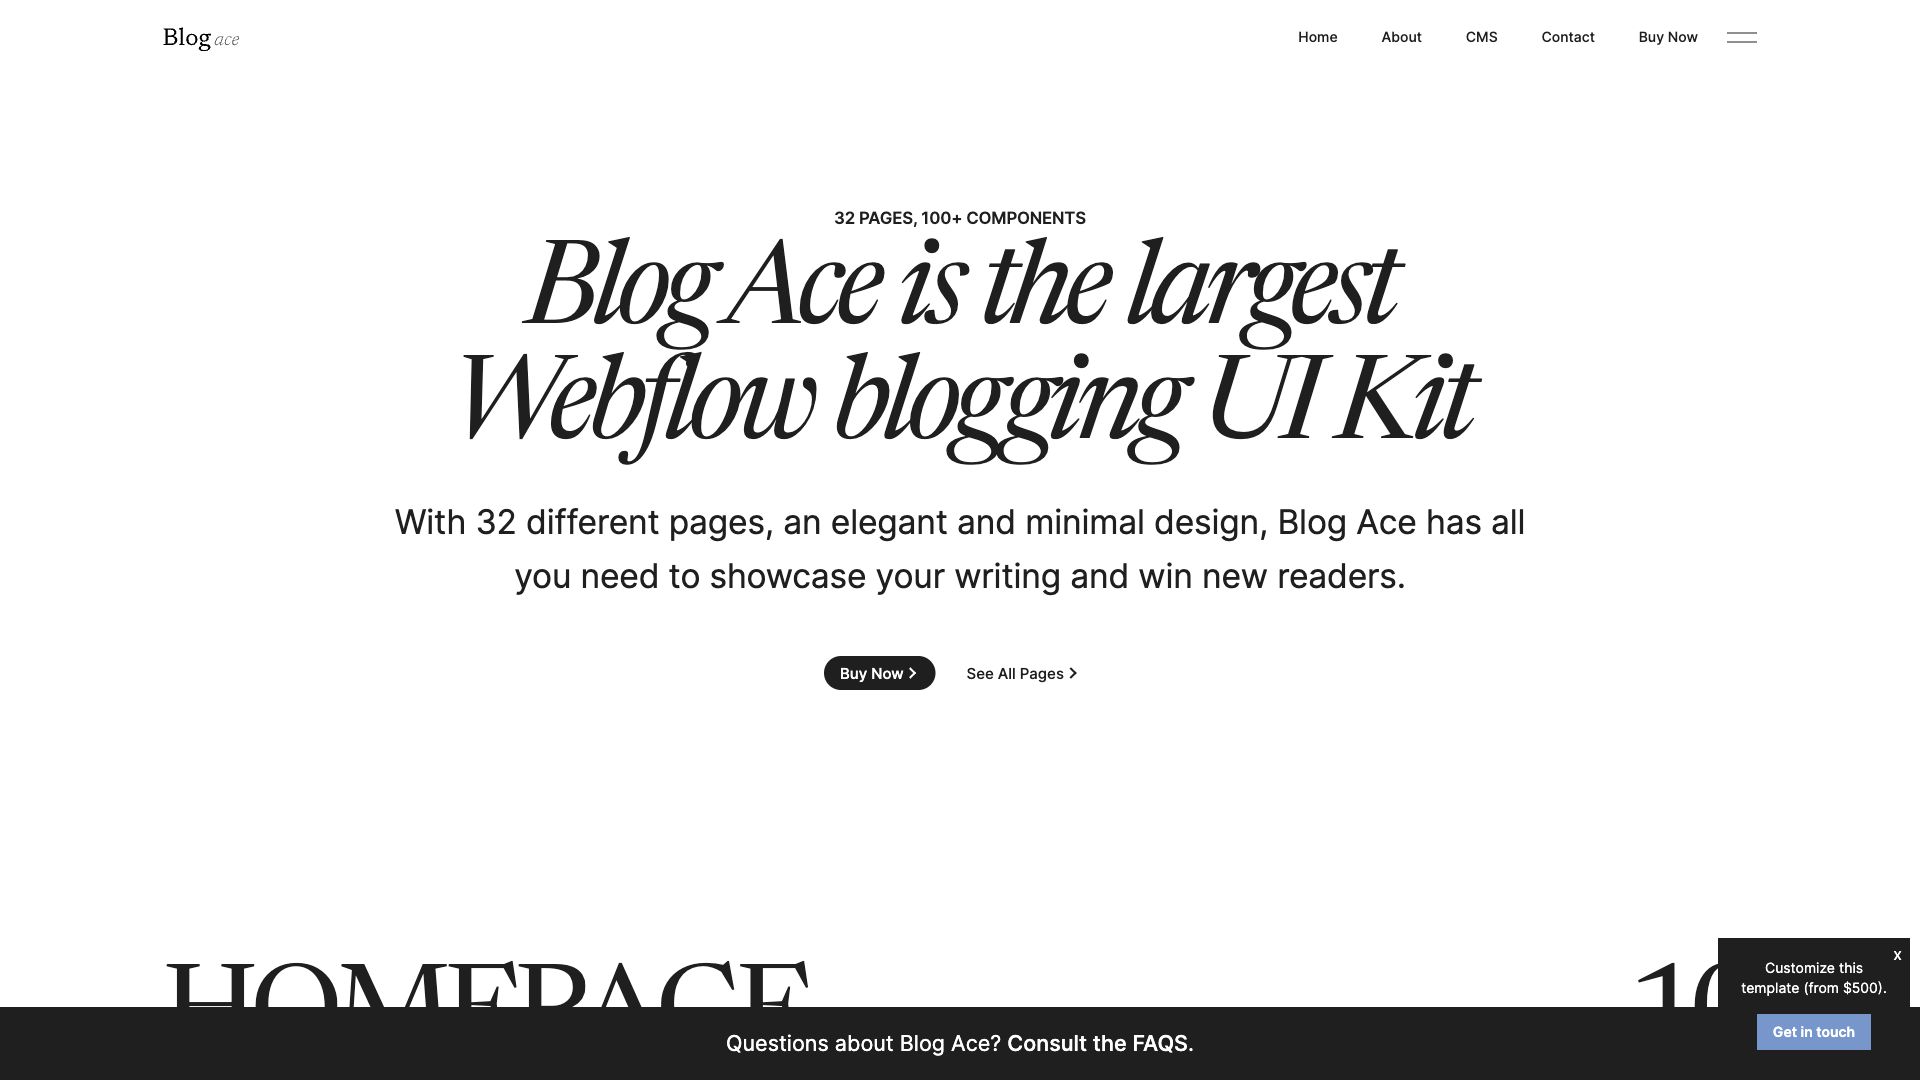 Blog ace
Home
About
CMS
Contact
Buy Now
32 PAGES, 100+ COMPONENTS
Blog Ace is the largest
Webflow blogging UI Kit
With 32 different pages, an elegant and minimal design, Blog Ace has all
you need to showcase your writing and win new readers.
Buy Now
See All Pages
HOMEPAGE
10
x
Customize this
template (from $500).
Get in touch
Questions about Blog Ace? Consult the FAQS.